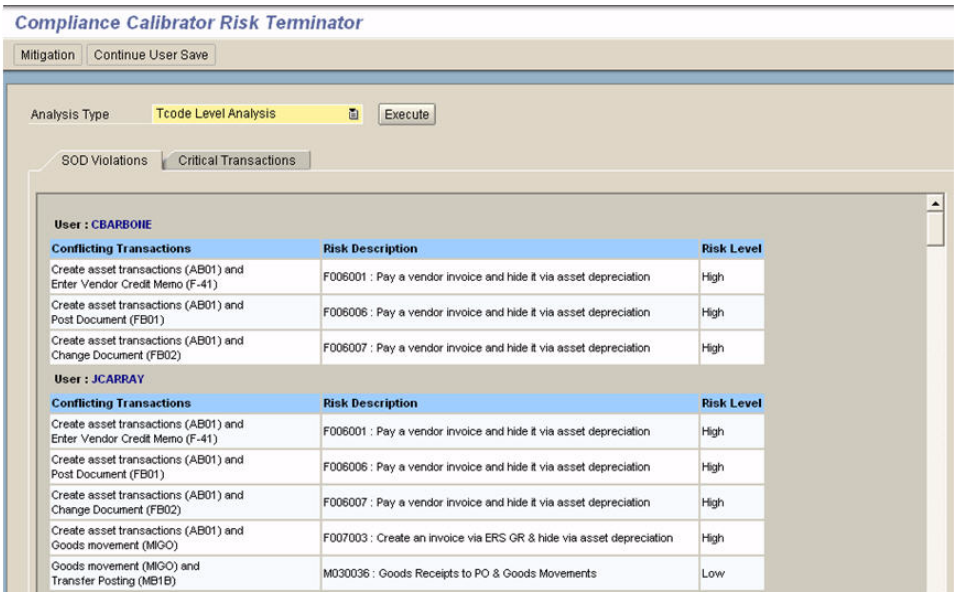 Compliance Calibrator Risk Terminator
Mitigation Continue User Save
Analysis Type Tcode Level Analysis Execute
SOD Violations Critical Transactions
User : CBARBONE
Conflicting Transactions Risk Description Risk Level
Create asset transactions (AB01) and
Enter Vendor Credit Memo (F-41) F006001 : Pay a vendor invoice and hide it via asset depreciation High
Create asset transactions (AB01) and
Post Document (FB01) F006006 : Pay a vendor invoice and hide it via asset depreciation High
Create asset transactions (AB01) and
Change Document (FB02) F006007 : Pay a vendor invoice and hide it via asset depreciation High
User : JCARRAY
Conflicting Transactions Risk Description Risk Level
Create asset transactions (AB01) and
Enter Vendor Credit Memo (F-41) F006001 : Pay a vendor invoice and hide it via asset depreciation High
Create asset transactions (AB01) and
Post Document (FB01) F006006 : Pay a vendor invoice and hide it via asset depreciation High
Create asset transactions (AB01) and
Change Document (FB02) F006007 : Pay a vendor invoice and hide it via asset depreciation High
Create asset transactions (AB01) and
Goods movement (MIGO) F007003 : Create an invoice via ERS GR & hide via asset depreciation High
Goods movement (MIGO) and
Transfer Posting (MB1B) M030036 : Goods Receipts to PO & Goods Movements Low